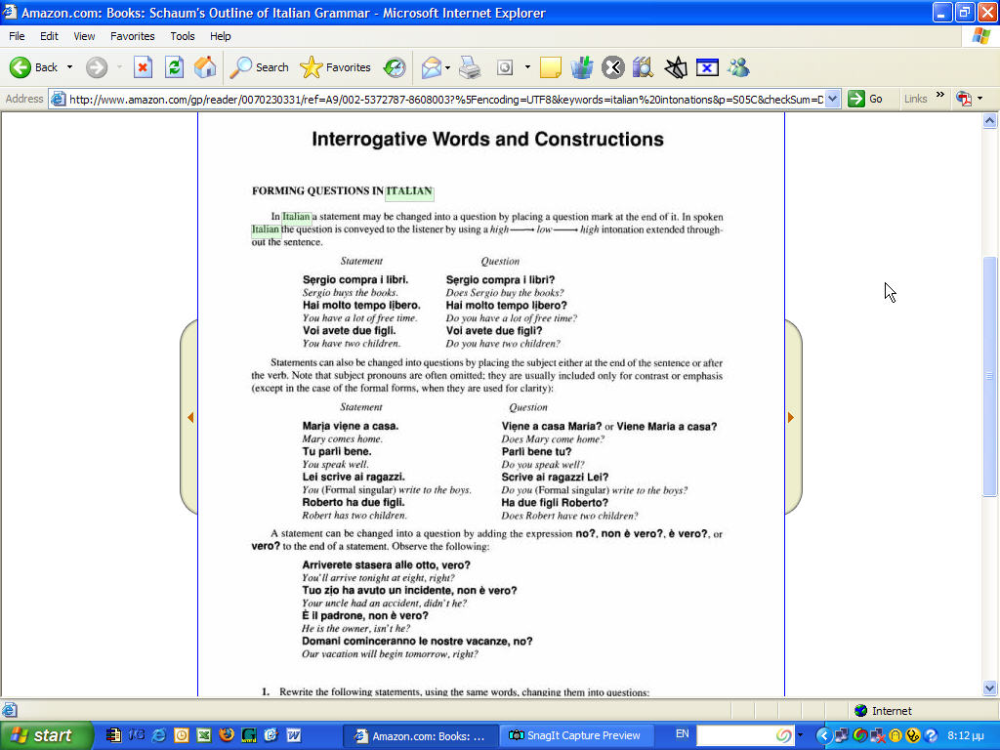 Amazon.com: Books: Schaum's Outline of Italian Grammar - Microsoft Internet Explorer
File Edit View Favorites Tools Help
Back Search Favorites
Address http://www.amazon.com/gp/reader/0070230331/ref=A9/002-5372787-8608003?%5Fencoding=UTF8&keywords=italian%20intonations&p=S05C&checkSum=D Go Links »
Interrogative Words and Constructions
FORMING QUESTIONS IN ITALIAN
In Italian a statement may be changed into a question by placing a question mark at the end of it. In spoken
Italian the question is conveyed to the listener by using a high⟶ low⟶ high intonation extended through-
out the sentence.
Statement Question
Sẹrgio compra i libri. Sẹrgio compra i libri?
Sergio buys the books. Does Sergio buy the books?
Hai molto tempo lịbero. Hai molto tempo lịbero?
You have a lot of free time. Do you have a lot of free time?
Voi avete due figli. Voi avete due figli?
You have two children. Do you have two children?
Statements can also be changed into questions by placing the subject either at the end of the sentence or after
the verb. Note that subject pronouns are often omitted; they are usually included only for contrast or emphasis
(except in the case of the formal forms, when they are used for clarity):
Statement Question
Marịa viẹne a casa. Viẹne a casa Maria? or Viene Maria a casa?
Mary comes home. Does Mary come home?
Tu parli bene. Parli bene tu?
You speak well. Do you speak well?
Lei scrive ai ragazzi. Scrive ai ragazzi Lei?
You (Formal singular) write to the boys. Do you (Formal singular) write to the boys?
Roberto ha due figli. Ha due figli Roberto?
Robert has two children. Does Robert have two children?
A statement can be changed into a question by adding the expression no?, non è vero?, è vero?, or
vero? to the end of a statement. Observe the following:
Arriverete stasera alle otto, vero?
You'll arrive tonight at eight, right?
Tuo zịo ha avuto un incidente, non è vero?
Your uncle had an accident, didn't he?
È il padrone, non è vero?
He is the owner, isn't he?
Domani cominceranno le nostre vacanze, no?
Our vacation will begin tomorrow, right?
1. Rewrite the following statements, using the same words, changing them into questions:
Internet
start Amazon.com: Books: ... SnagIt Capture Preview EN 8:12 μμ